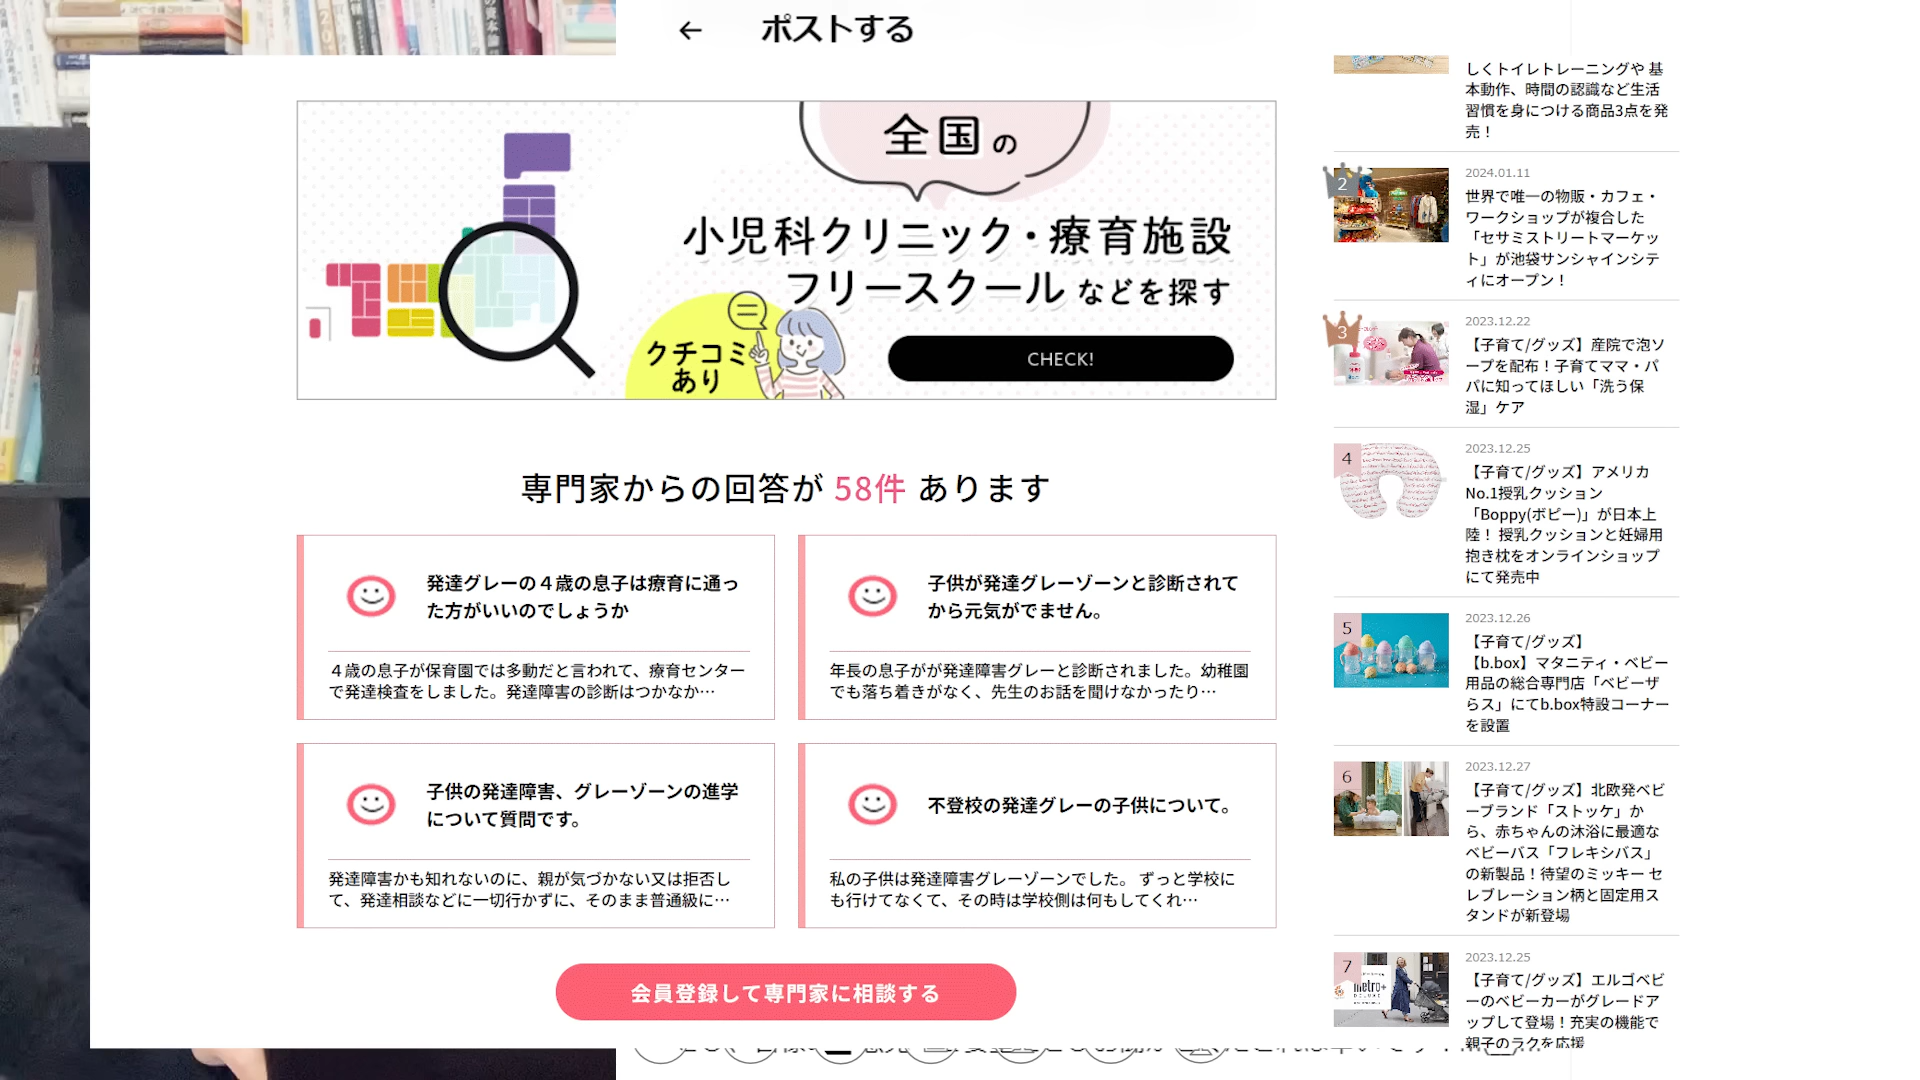 ポストする
全国の
小児科クリニック・療育施設
フリースクールなどを探す
クチコミ
あり
CHECK!
専門家からの回答が 58件 あります
発達グレーの４歳の息子は療育に通っ
た方がいいのでしょうか
４歳の息子が保育園では多動だと言われて、療育センター
で発達検査をしました。発達障害の診断はつかなか…
子供が発達グレーゾーンと診断されて
から元気がでません。
年長の息子がが発達障害グレーと診断されました。幼稚園
でも落ち着きがなく、先生のお話を聞けなかったり…
子供の発達障害、グレーゾーンの進学
について質問です。
発達障害かも知れないのに、親が気づかない又は拒否し
て、発達相談などに一切行かずに、そのまま普通級に…
不登校の発達グレーの子供について。
私の子供は発達障害グレーゾーンでした。 ずっと学校に
も行けてなくて、その時は学校側は何もしてくれ…
会員登録して専門家に相談する
しくトイレトレーニングや 基
本動作、時間の認識など生活
習慣を身につける商品3点を発
売！
2
2024.01.11
世界で唯一の物販・カフェ・
ワークショップが複合した
「セサミストリートマーケッ
ト」が池袋サンシャインシテ
ィにオープン！
3
2023.12.22
【子育て/グッズ】産院で泡ソ
ープを配布！子育てママ・パ
パに知ってほしい「洗う保
湿」ケア
4
2023.12.25
【子育て/グッズ】アメリカ
No.1授乳クッション
「Boppy(ボピー)」が日本上
陸！ 授乳クッションと妊婦用
抱き枕をオンラインショップ
にて発売中
5
2023.12.26
【子育て/グッズ】
【b.box】マタニティ・ベビー
用品の総合専門店「ベビーザ
らス」にてb.box特設コーナー
を設置
6
2023.12.27
【子育て/グッズ】北欧発ベビ
ーブランド「ストッケ」か
ら、赤ちゃんの沐浴に最適な
ベビーバス「フレキシバス」
の新製品！待望のミッキー セ
レブレーション柄と固定用ス
タンドが新登場
7
metro+
2023.12.25
【子育て/グッズ】エルゴベビ
ーのベビーカーがグレードア
ップして登場！充実の機能で
親子のラクを応援